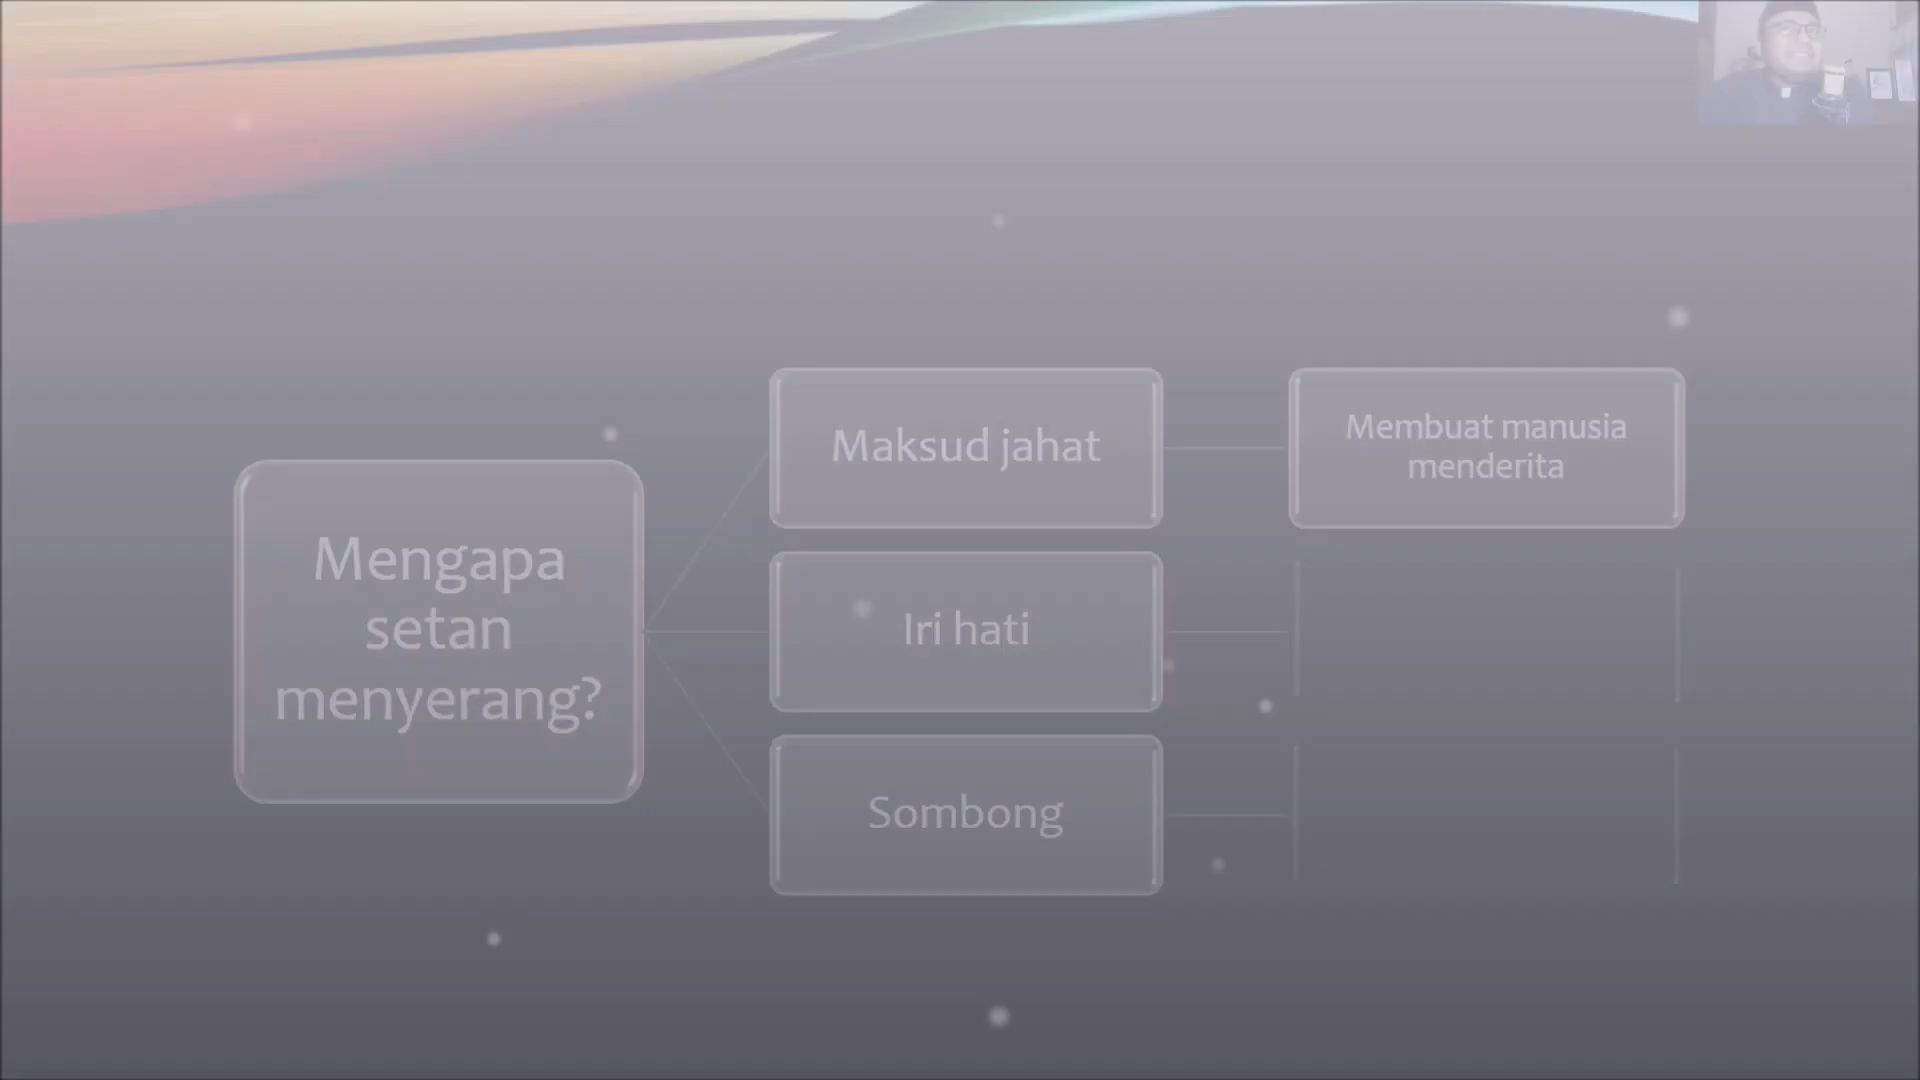 Mengapa
setan
menyerang?
Maksud jahat
Membuat manusia
menderita
Iri hati
Sombong